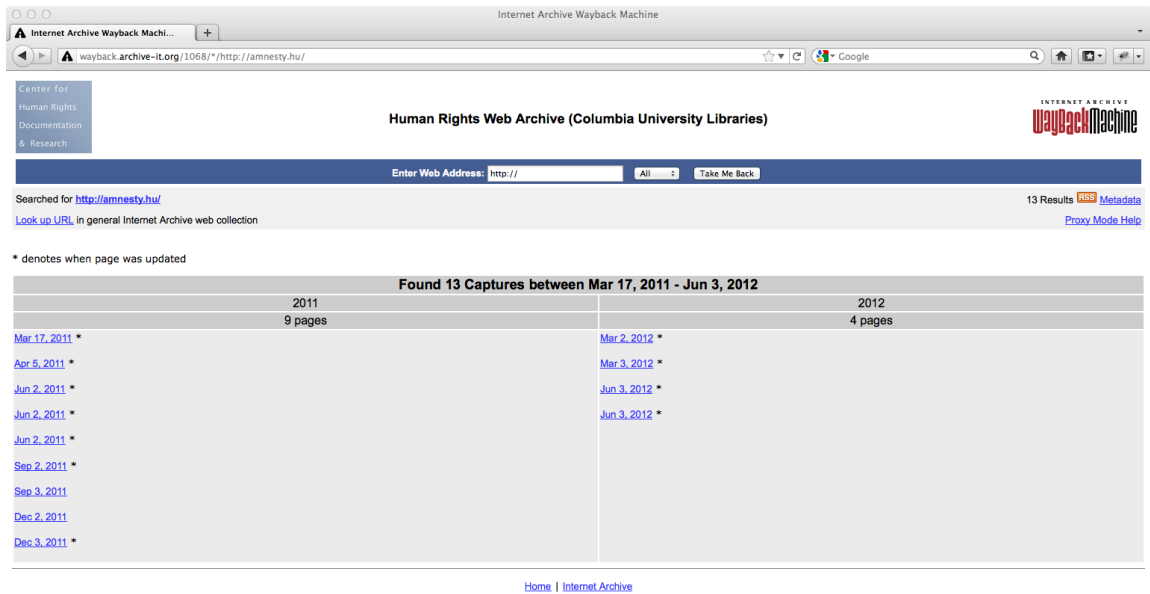 Internet Archive Wayback Machine
Internet Archive Wayback Machi... +
wayback.archive-it.org/1068/*/http://amnesty.hu/ Google
Center for
Human Rights
Documentation
& Research
Human Rights Web Archive (Columbia University Libraries)
INTERNET ARCHIVE
WayBackMachine
Enter Web Address: http:// All Take Me Back
Searched for http://amnesty.hu/ 13 Results RSS Metadata
Look up URL in general Internet Archive web collection Proxy Mode Help
* denotes when page was updated
Found 13 Captures between Mar 17, 2011 - Jun 3, 2012
2011 2012
9 pages 4 pages
Mar 17, 2011 * Mar 2, 2012 *
Apr 5, 2011 * Mar 3, 2012 *
Jun 2, 2011 * Jun 3, 2012 *
Jun 2, 2011 * Jun 3, 2012 *
Jun 2, 2011 *
Sep 2, 2011 *
Sep 3, 2011
Dec 2, 2011
Dec 3, 2011 *
Home | Internet Archive